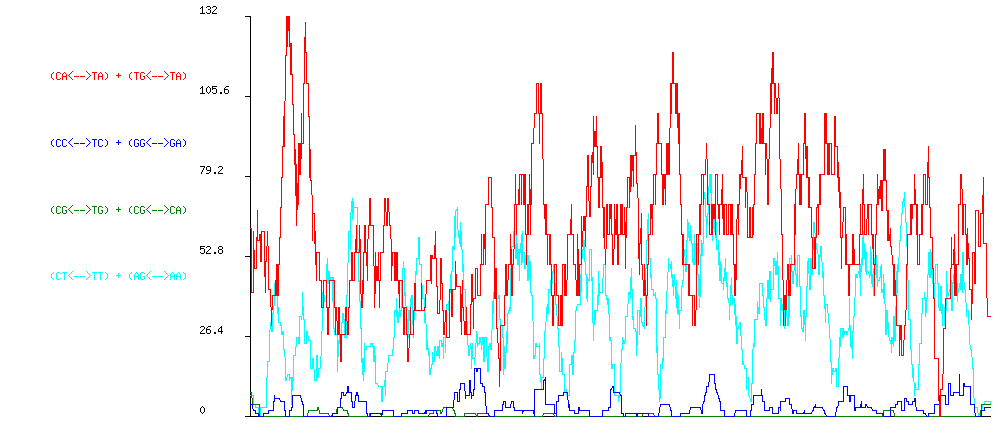 132
(CA<-->TA) + (TG<-->TA)
105.6
(CC<-->TC) + (GG<-->GA)
79.2
(CG<-->TG) + (CG<-->CA)
52.8
(CT<-->TT) + (AG<-->AA)
26.4
0